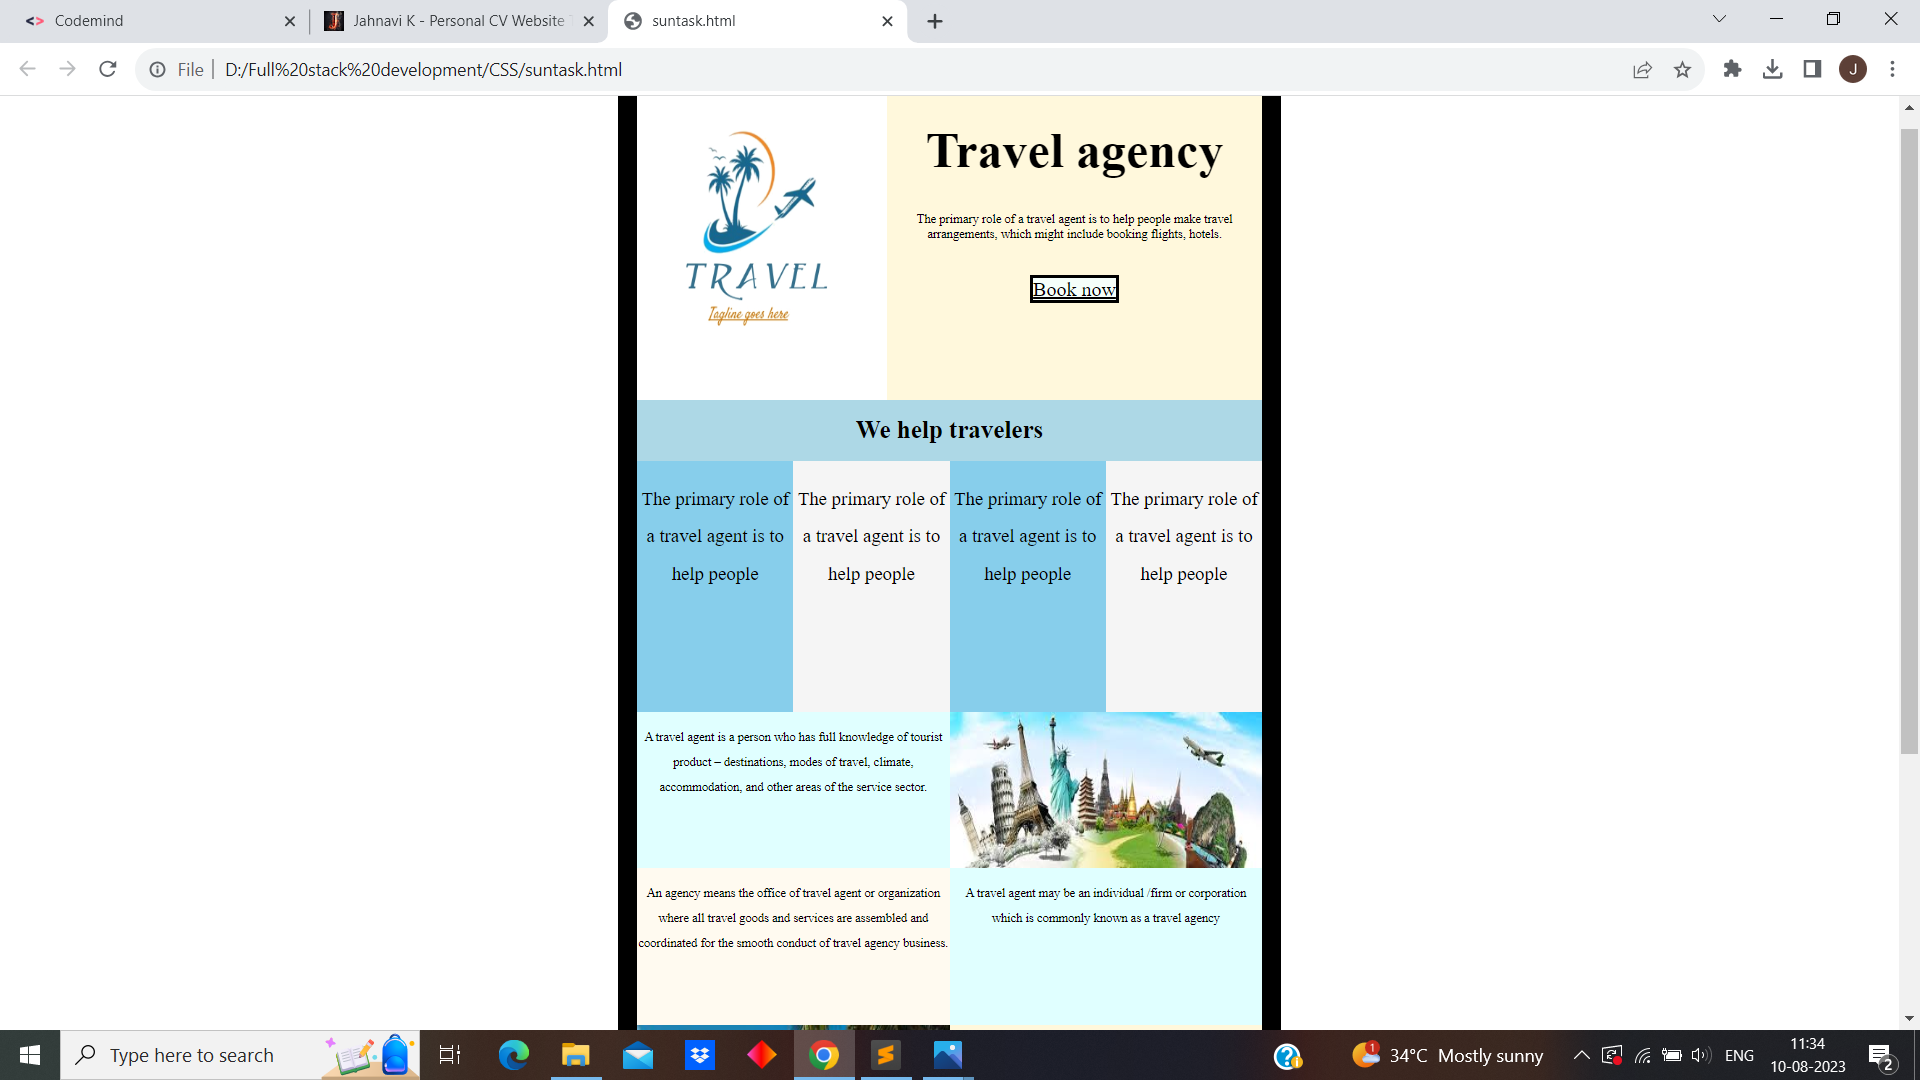 Codemind
Jahnavi K - Personal CV Website
suntask.html
File | D:/Full%20stack%20development/CSS/suntask.html
J
TRAVEL
Tagline goes here
Travel agency
The primary role of a travel agent is to help people make travel
arrangements, which might include booking flights, hotels.
Book now
We help travelers
The primary role of
a travel agent is to
help people
The primary role of
a travel agent is to
help people
The primary role of
a travel agent is to
help people
The primary role of
a travel agent is to
help people
A travel agent is a person who has full knowledge of tourist
product – destinations, modes of travel, climate,
accommodation, and other areas of the service sector.
An agency means the office of travel agent or organization
where all travel goods and services are assembled and
coordinated for the smooth conduct of travel agency business.
A travel agent may be an individual /firm or corporation
which is commonly known as a travel agency
Type here to search
1
34°C Mostly sunny
ENG
11:34
10-08-2023
2